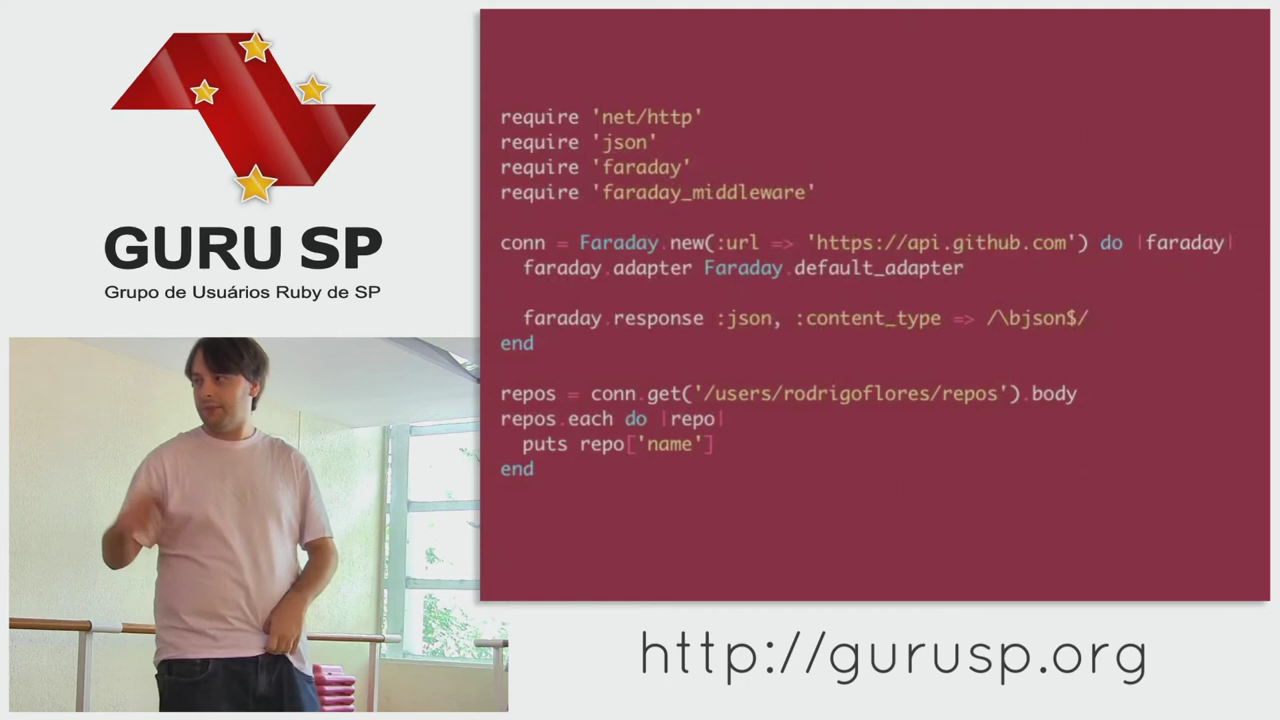 GURU SP
Grupo de Usuários Ruby de SP
require 'net/http'
require 'json'
require 'faraday'
require 'faraday_middleware'
conn = Faraday.new(:url => 'https://api.github.com') do |faraday|
  faraday.adapter Faraday.default_adapter
  faraday.response :json, :content_type => /\bjson$/
end
repos = conn.get('/users/rodrigoflores/repos').body
repos.each do |repo|
  puts repo['name']
end
http://gurusp.org